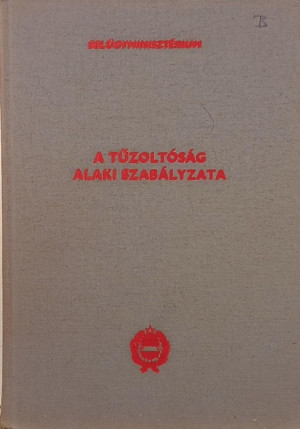 B
BELÜGYMINISZTÉRIUM
A TŰZOLTÓSÁG
ALAKI SZABÁLYZATA